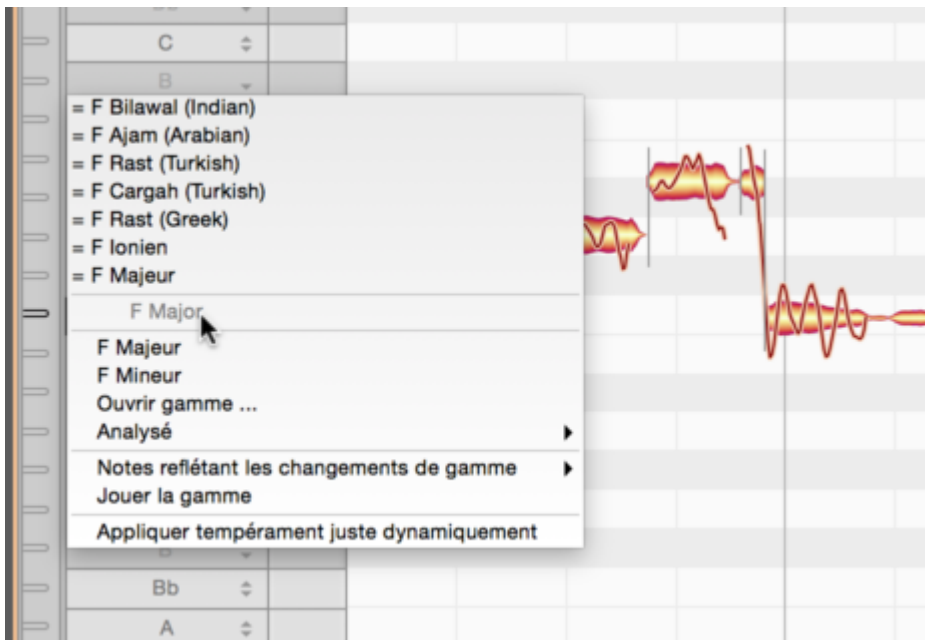 C
B
= F Bilawal (Indian)
= F Ajam (Arabian)
= F Rast (Turkish)
= F Cargah (Turkish)
= F Rast (Greek)
= F Ionien
= F Majeur
F Major
F Majeur
F Mineur
Ouvrir gamme ...
Analysé
Notes reflétant les changements de gamme
Jouer la gamme
Appliquer tempérament juste dynamiquement
Bb
A